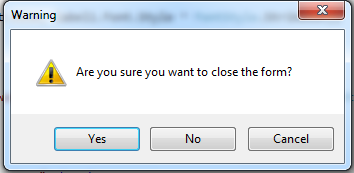 Warning
Are you sure you want to close the form?
Yes
No
Cancel